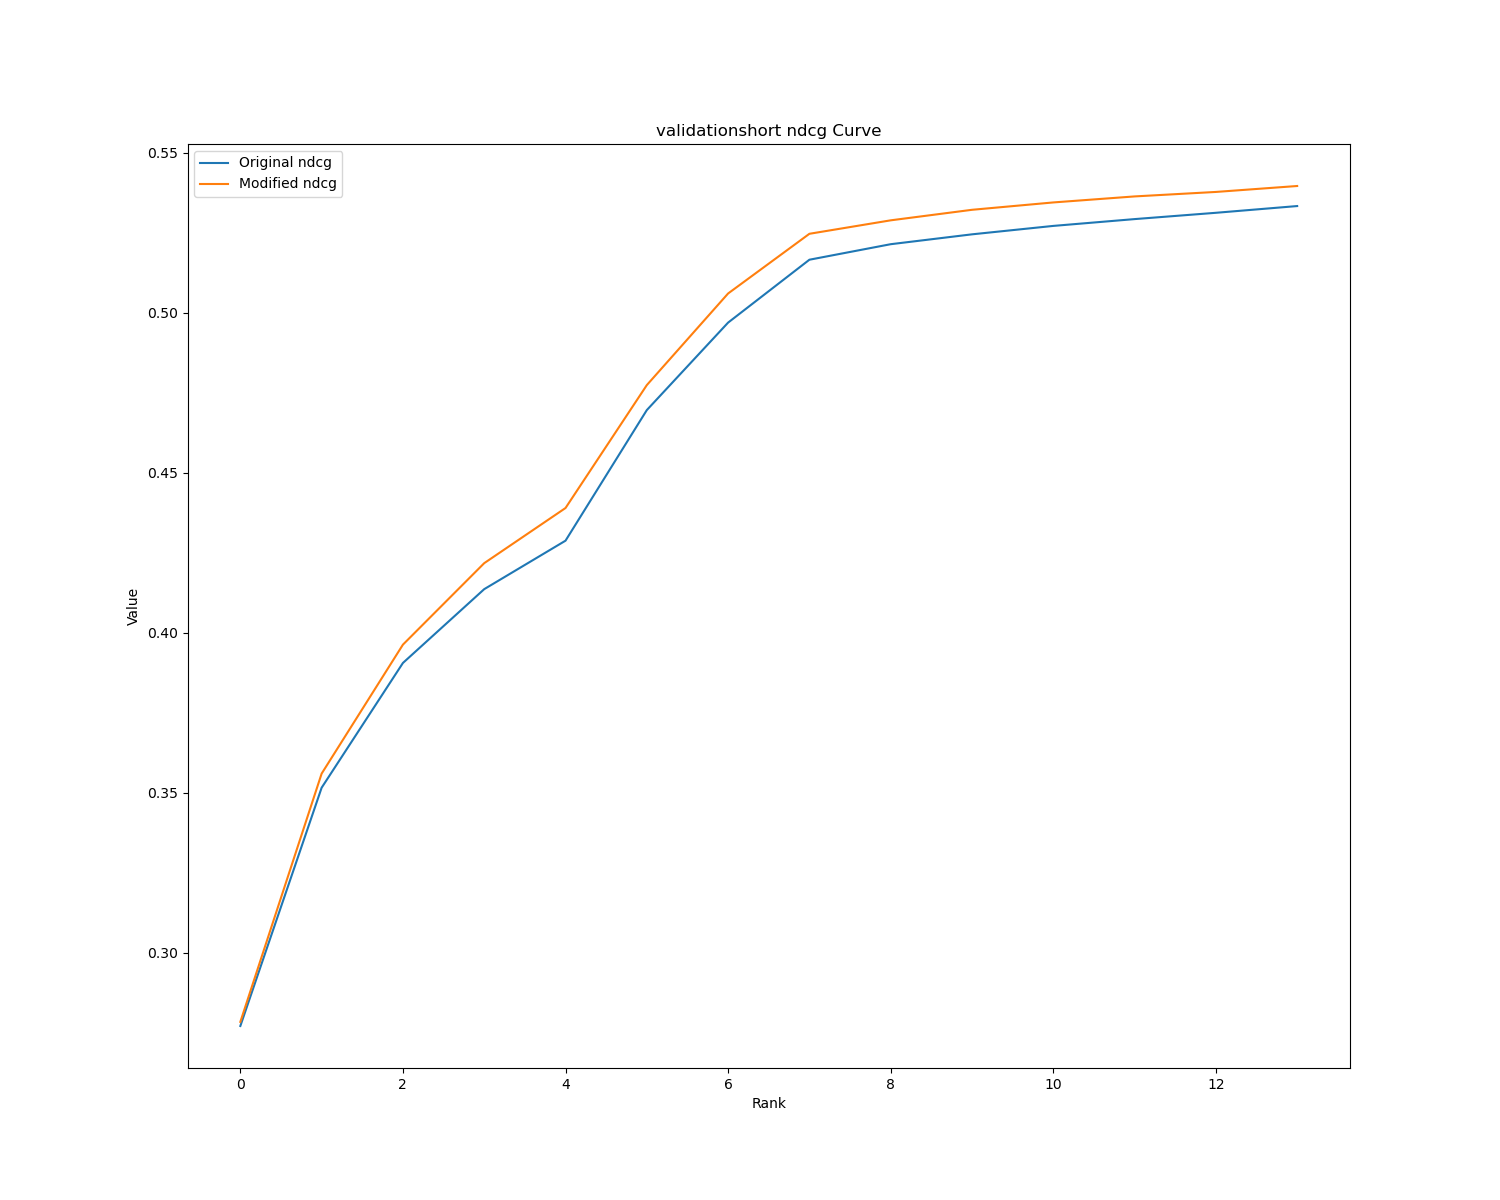 validationshort ndcg Curve
Original ndcg
Modified ndcg
0.55
0.50
0.45
0.40
0.35
0.30
Value
0 2 4 6 8 10 12
Rank